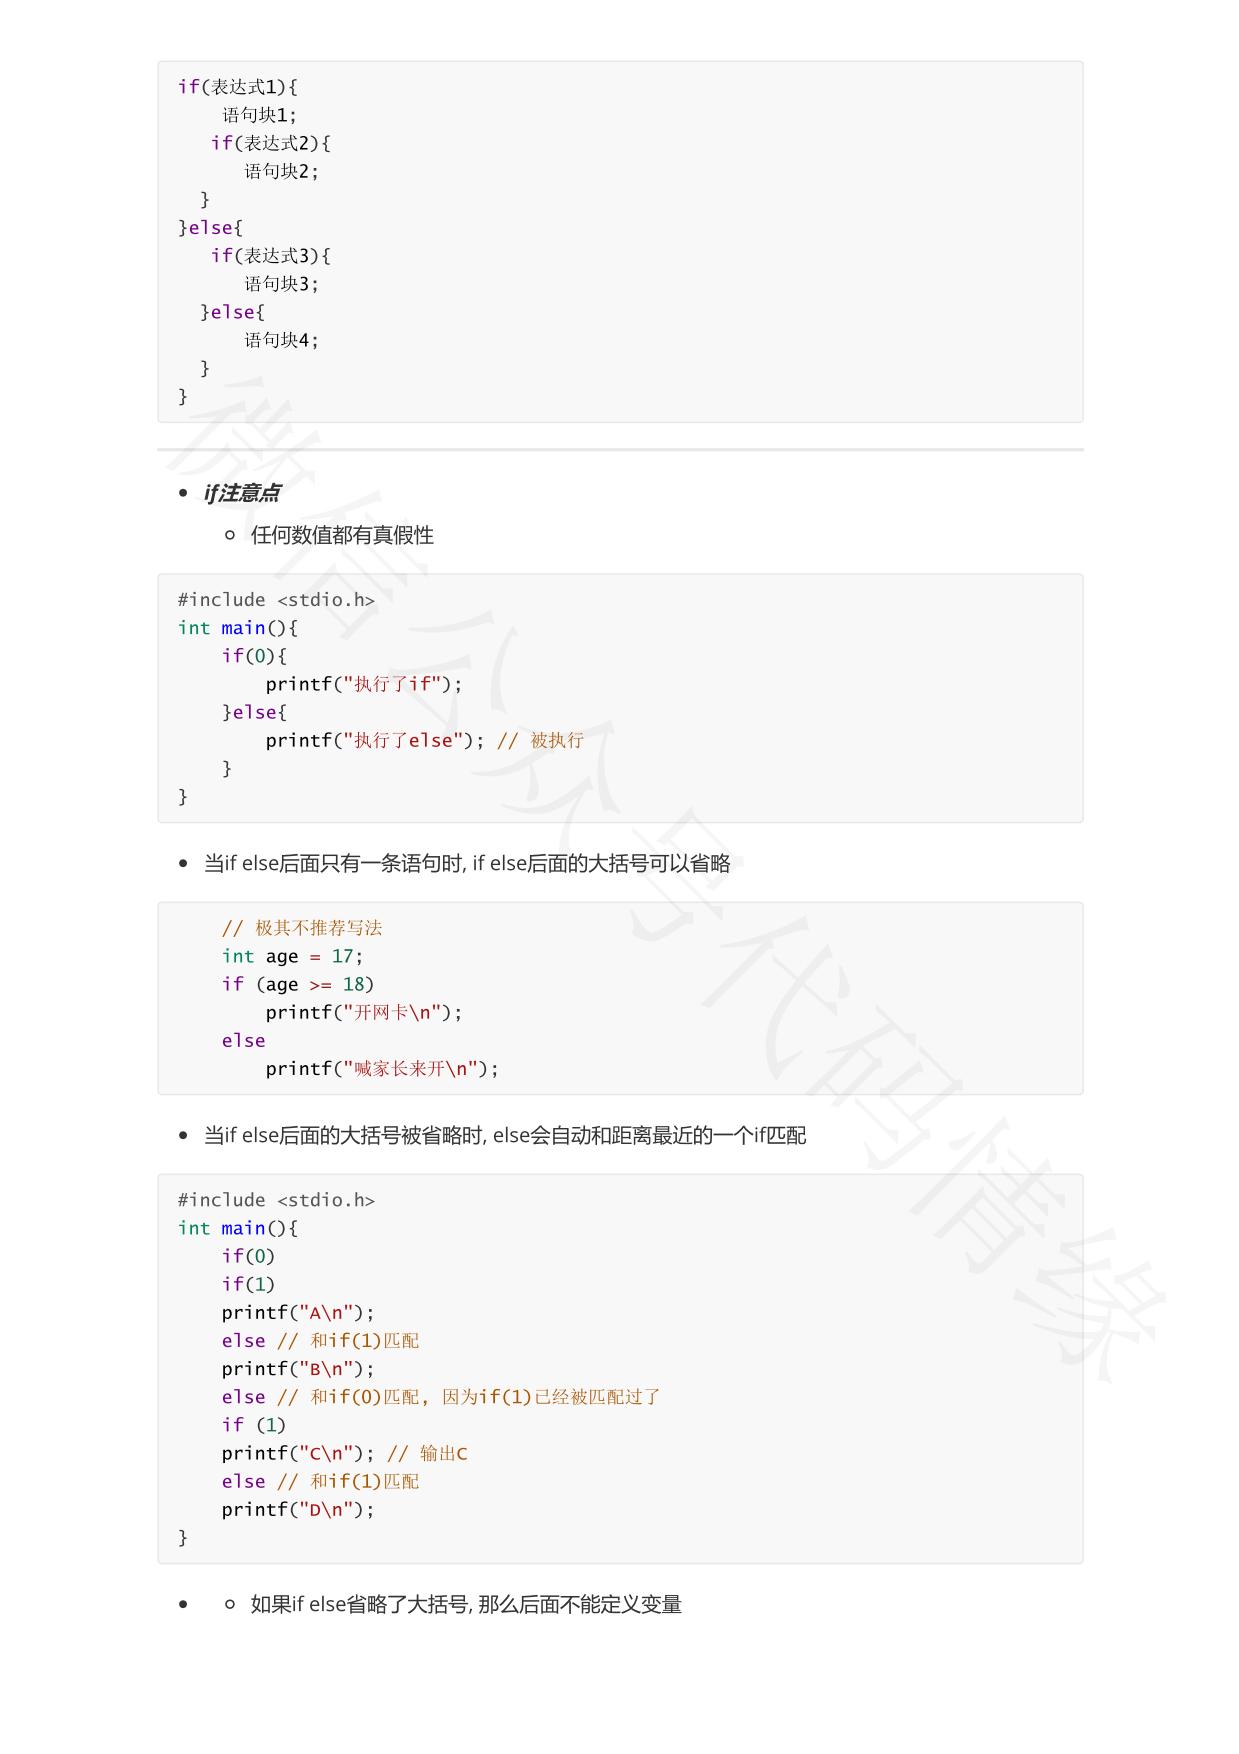 if(表达式1){
    语句块1;
   if(表达式2){
      语句块2;
  }
}else{
   if(表达式3){
      语句块3;
  }else{
      语句块4;
  }
}
• if注意点
○ 任何数值都有真假性
#include <stdio.h>
int main(){
    if(0){
        printf("执行了if");
    }else{
        printf("执行了else"); // 被执行
    }
}
• 当if else后面只有一条语句时, if else后面的大括号可以省略
    // 极其不推荐写法
    int age = 17;
    if (age >= 18)
        printf("开网卡\n");
    else
        printf("喊家长来开\n");
• 当if else后面的大括号被省略时, else会自动和距离最近的一个if匹配
#include <stdio.h>
int main(){
    if(0)
    if(1)
    printf("A\n");
    else // 和if(1)匹配
    printf("B\n");
    else // 和if(0)匹配, 因为if(1)已经被匹配过了
    if (1)
    printf("C\n"); // 输出C
    else // 和if(1)匹配
    printf("D\n");
}
• ○ 如果if else省略了大括号, 那么后面不能定义变量
微信公众号代码情缘